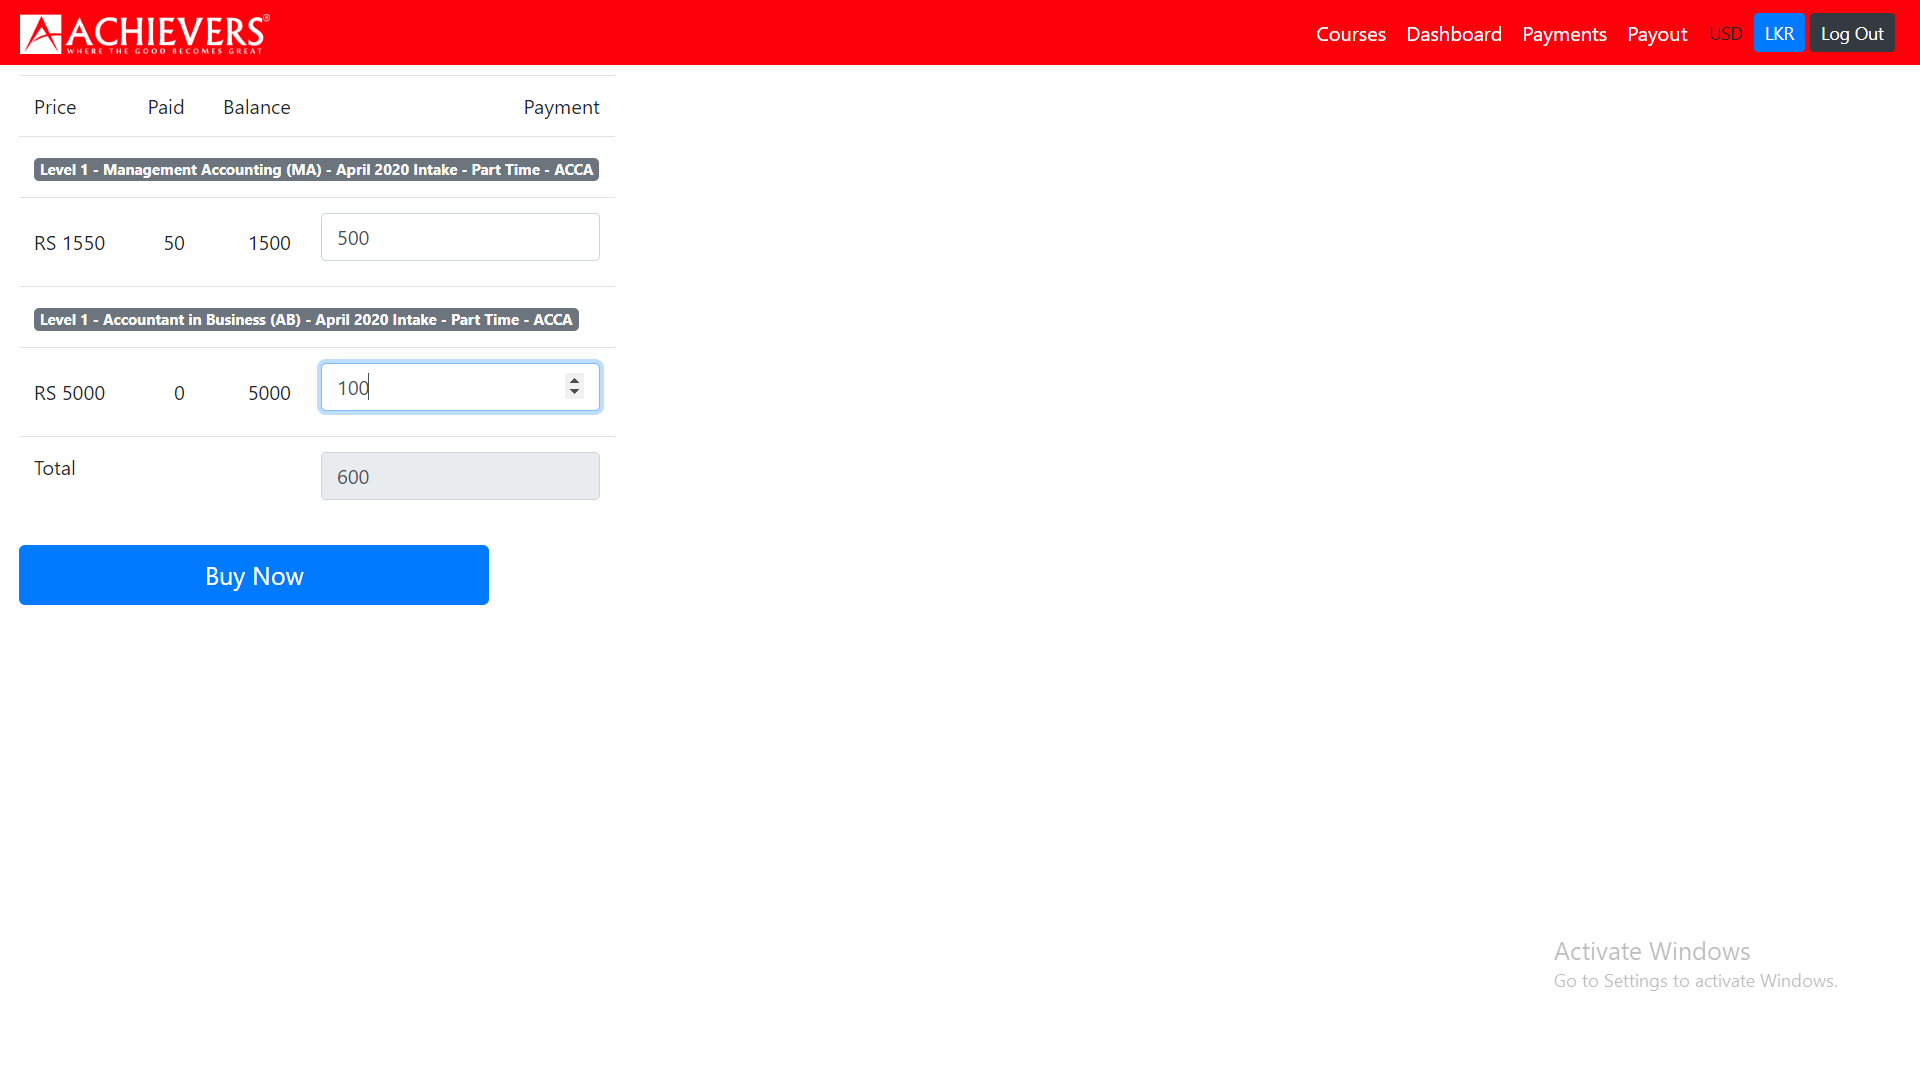 ACHIEVERS®
WHERE THE GOOD BECOMES GREAT
Courses Dashboard Payments Payout USD LKR Log Out
Price Paid Balance Payment
Level 1 - Management Accounting (MA) - April 2020 Intake - Part Time - ACCA
RS 1550 50 1500 500
Level 1 - Accountant in Business (AB) - April 2020 Intake - Part Time - ACCA
RS 5000 0 5000 100
Total 600
Buy Now
Activate Windows
Go to Settings to activate Windows.